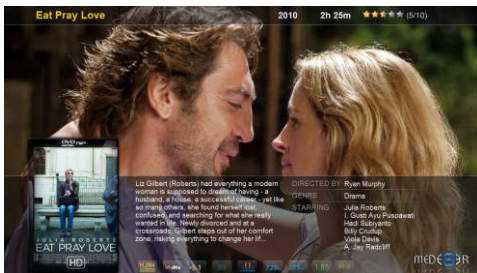 Eat Pray Love 2010 2h 25m (5/10)
DVDrip
JULIA ROBERTS
EAT PRAY LOVE
HD
Liz Gilbert (Roberts) had everything a modern
woman is supposed to dream of having - a
husband, a house, a successful career - yet like
so many others, she found herself lost,
confused, and searching for what she really
wanted in life. Newly divorced and at a
crossroads, Gilbert steps out of her comfort
zone, risking everything to change her lif...
DIRECTED BY Ryan Murphy
GENRE Drama
STARRING Julia Roberts
I. Gusti Ayu Puspawati
Hadi Subiyanto
Billy Crudup
Viola Davis
A. Jay Radcliff
MEDE8ER